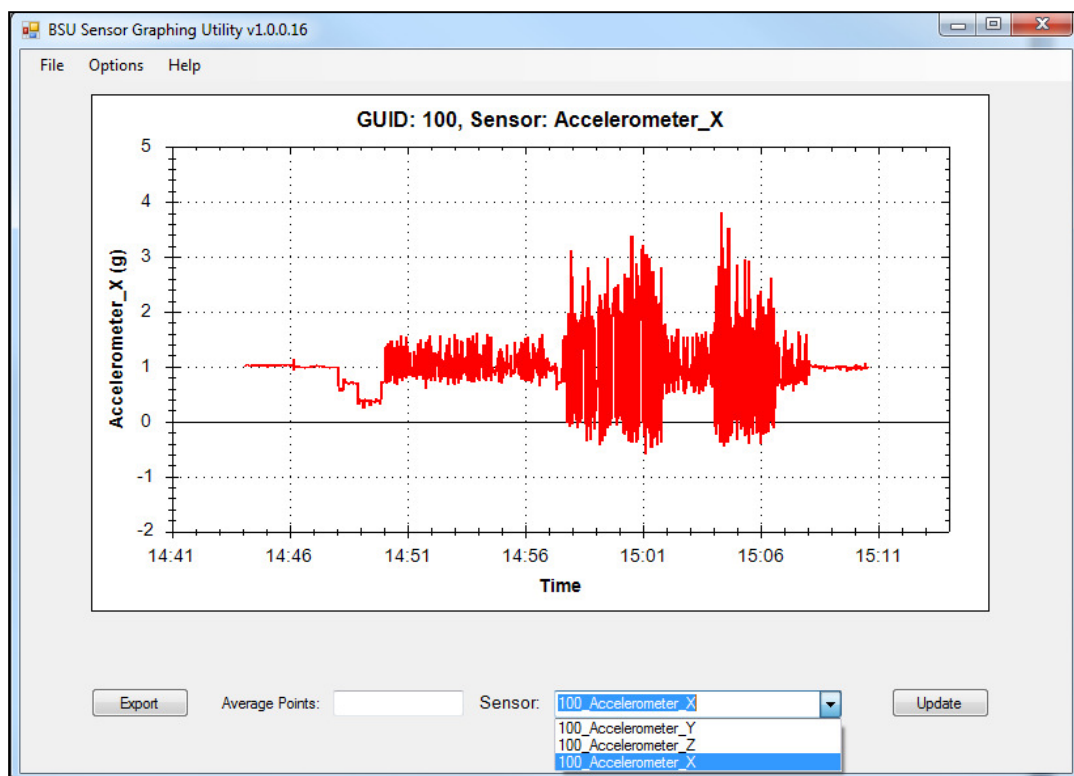 BSU Sensor Graphing Utility v1.0.0.16
File Options Help
GUID: 100, Sensor: Accelerometer_X
5
4
3
2
1
0
-1
-2
Accelerometer_X (g)
14:41 14:46 14:51 14:56 15:01 15:06 15:11
Time
Export Average Points: Sensor: 100_Accelerometer_X Update
100_Accelerometer_Y
100_Accelerometer_Z
100_Accelerometer_X